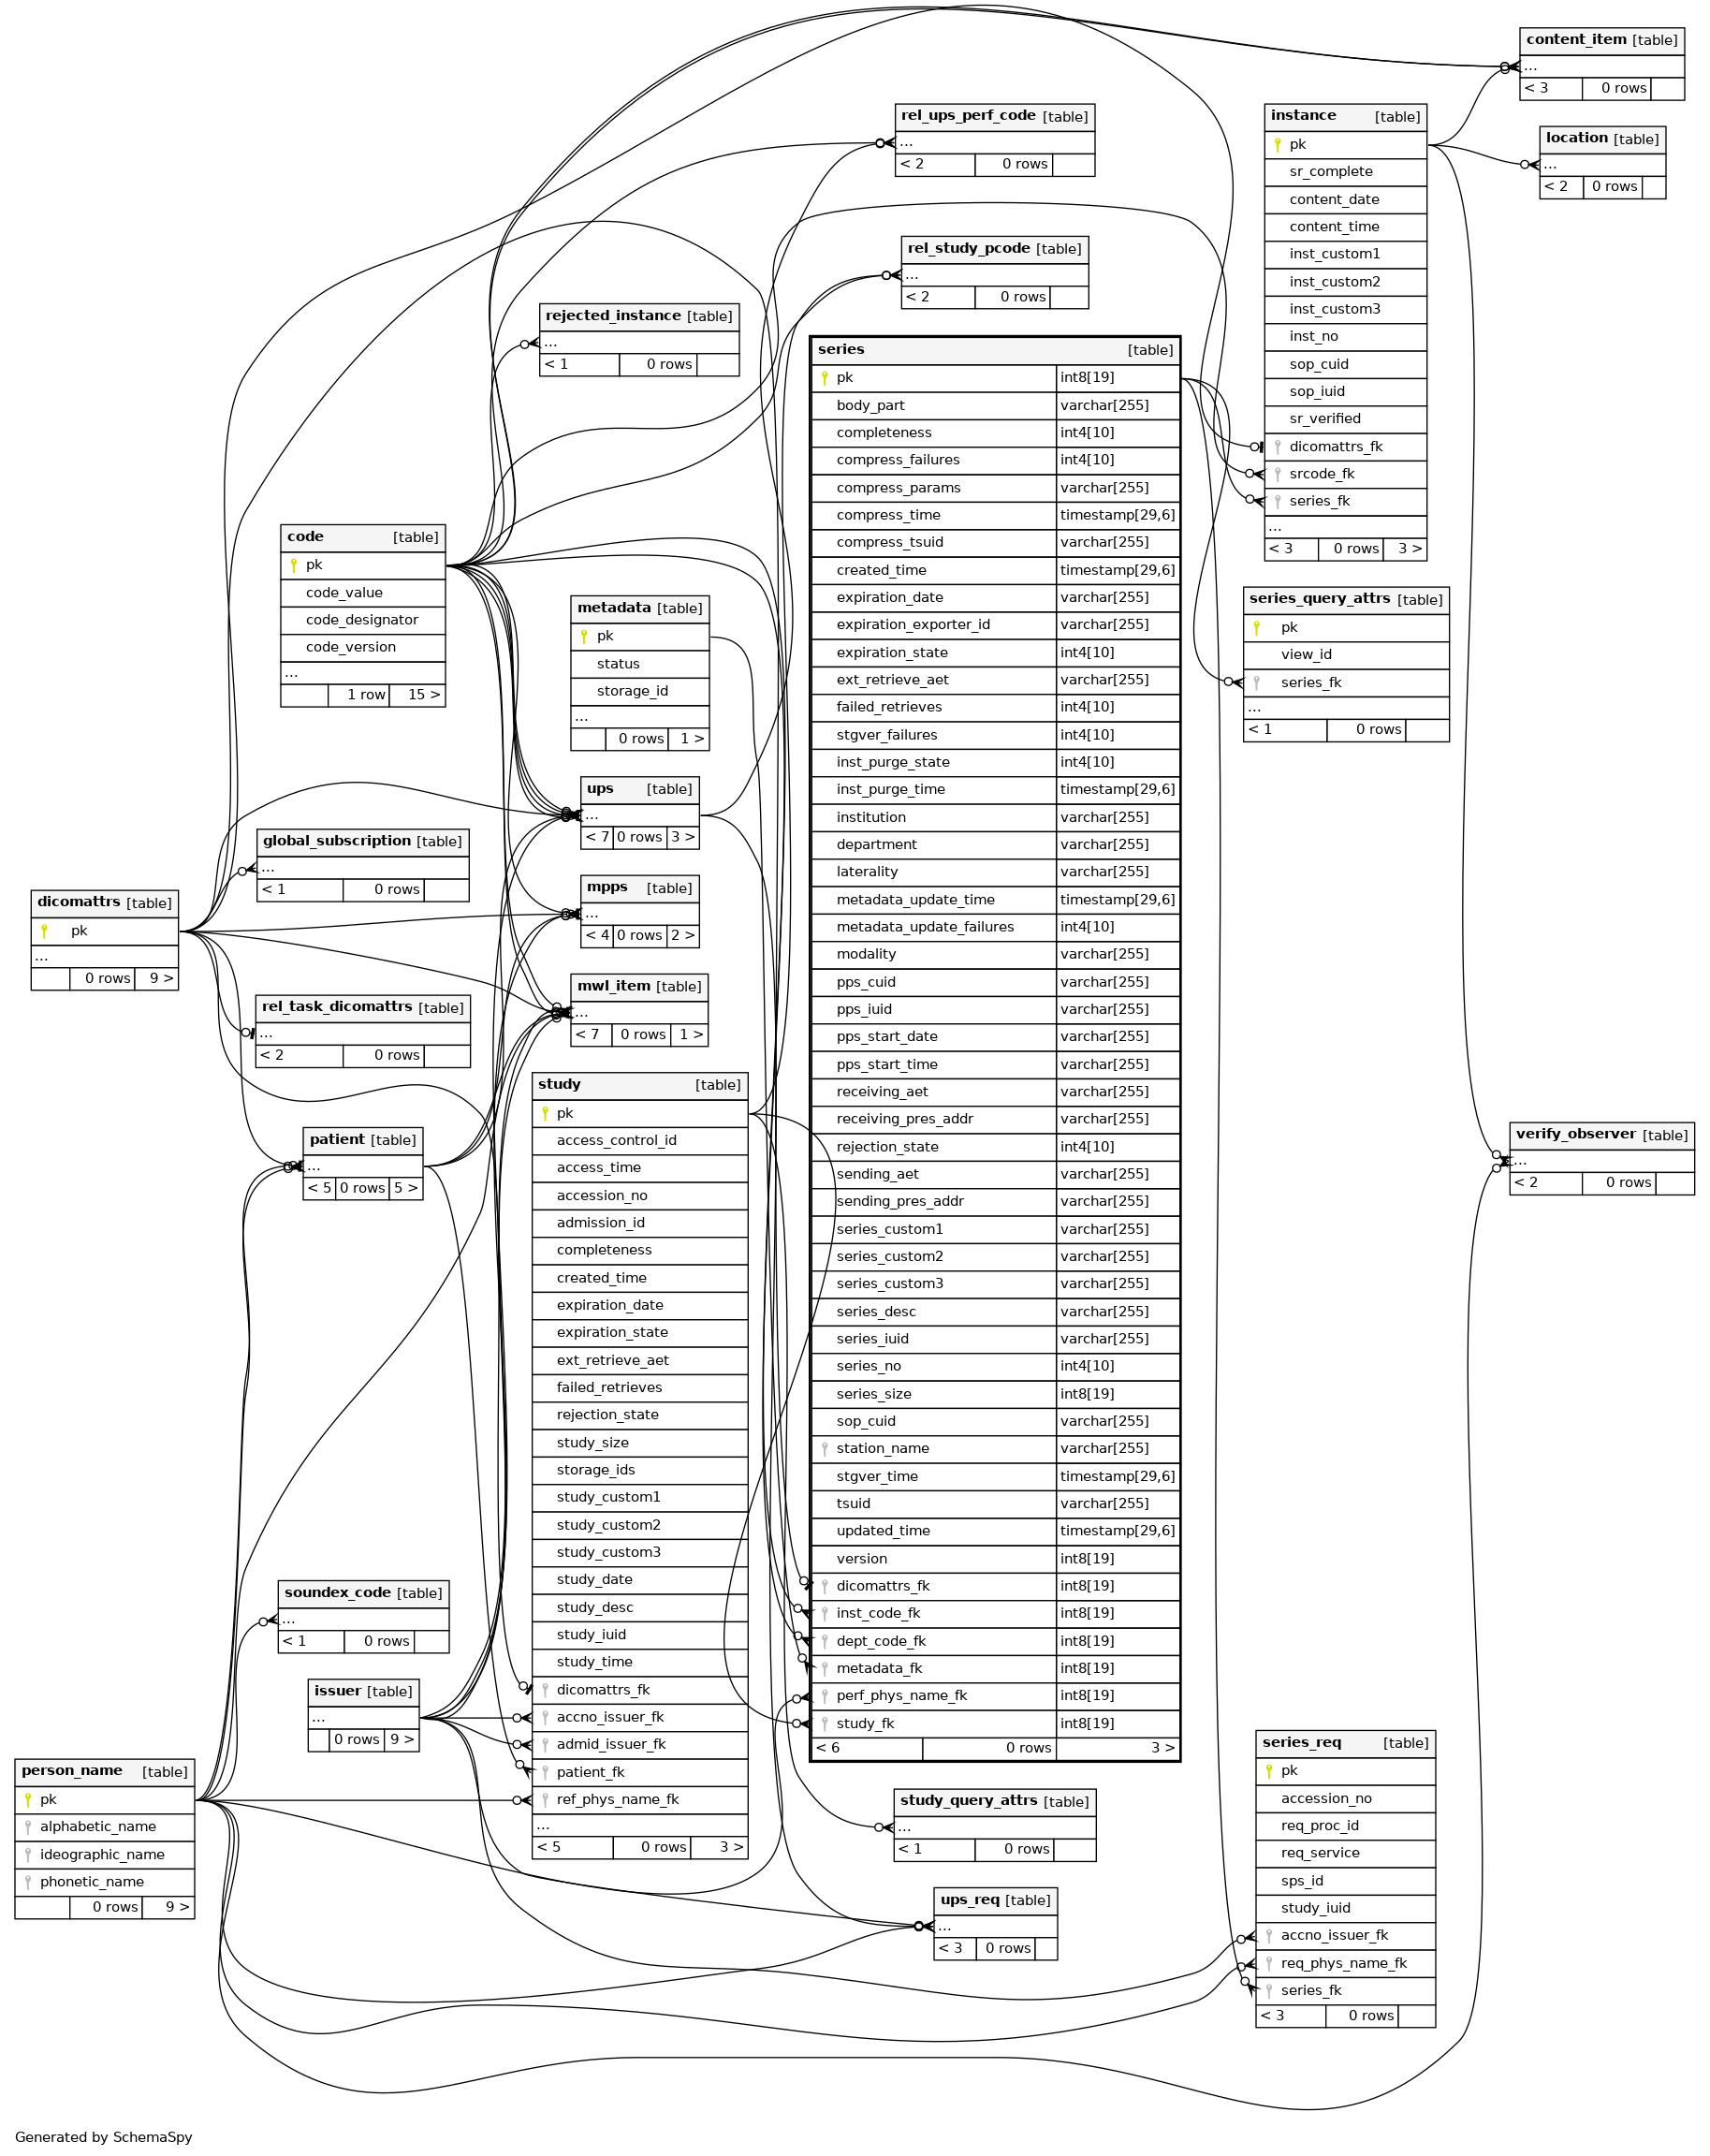 content_item [table]
...
< 3 0 rows
rel_ups_perf_code [table]
...
< 2 0 rows
instance [table]
pk
sr_complete
content_date
content_time
inst_custom1
inst_custom2
inst_custom3
inst_no
sop_cuid
sop_iuid
sr_verified
dicomattrs_fk
srcode_fk
series_fk
...
< 3 0 rows 3 >
location [table]
...
< 2 0 rows
rel_study_pcode [table]
...
< 2 0 rows
rejected_instance [table]
...
< 1 0 rows
series [table]
pk int8[19]
body_part varchar[255]
completeness int4[10]
compress_failures int4[10]
compress_params varchar[255]
compress_time timestamp[29,6]
compress_tsuid varchar[255]
created_time timestamp[29,6]
expiration_date varchar[255]
expiration_exporter_id varchar[255]
expiration_state int4[10]
ext_retrieve_aet varchar[255]
failed_retrieves int4[10]
stgver_failures int4[10]
inst_purge_state int4[10]
inst_purge_time timestamp[29,6]
institution varchar[255]
department varchar[255]
laterality varchar[255]
metadata_update_time timestamp[29,6]
metadata_update_failures int4[10]
modality varchar[255]
pps_cuid varchar[255]
pps_iuid varchar[255]
pps_start_date varchar[255]
pps_start_time varchar[255]
receiving_aet varchar[255]
receiving_pres_addr varchar[255]
rejection_state int4[10]
sending_aet varchar[255]
sending_pres_addr varchar[255]
series_custom1 varchar[255]
series_custom2 varchar[255]
series_custom3 varchar[255]
series_desc varchar[255]
series_iuid varchar[255]
series_no int4[10]
series_size int8[19]
sop_cuid varchar[255]
station_name varchar[255]
stgver_time timestamp[29,6]
tsuid varchar[255]
updated_time timestamp[29,6]
version int8[19]
dicomattrs_fk int8[19]
inst_code_fk int8[19]
dept_code_fk int8[19]
metadata_fk int8[19]
perf_phys_name_fk int8[19]
study_fk int8[19]
< 6 0 rows 3 >
code [table]
pk
code_value
code_designator
code_version
...
1 row 15 >
series_query_attrs [table]
pk
view_id
series_fk
...
< 1 0 rows
metadata [table]
pk
status
storage_id
...
0 rows 1 >
ups [table]
...
< 7 0 rows 3 >
global_subscription [table]
...
< 1 0 rows
mpps [table]
...
< 4 0 rows 2 >
dicomattrs [table]
pk
...
0 rows 9 >
mwl_item [table]
...
< 7 0 rows 1 >
rel_task_dicomattrs [table]
...
< 2 0 rows
study [table]
pk
access_control_id
access_time
accession_no
admission_id
completeness
created_time
expiration_date
expiration_state
ext_retrieve_aet
failed_retrieves
rejection_state
study_size
storage_ids
study_custom1
study_custom2
study_custom3
study_date
study_desc
study_iuid
study_time
dicomattrs_fk
accno_issuer_fk
admid_issuer_fk
patient_fk
ref_phys_name_fk
...
< 5 0 rows 3 >
patient [table]
...
< 5 0 rows 5 >
verify_observer [table]
...
< 2 0 rows
soundex_code [table]
...
< 1 0 rows
issuer [table]
...
0 rows 9 >
person_name [table]
pk
alphabetic_name
ideographic_name
phonetic_name
0 rows 9 >
series_req [table]
pk
accession_no
req_proc_id
req_service
sps_id
study_iuid
accno_issuer_fk
req_phys_name_fk
series_fk
< 3 0 rows
study_query_attrs [table]
...
< 1 0 rows
ups_req [table]
...
< 3 0 rows
Generated by SchemaSpy